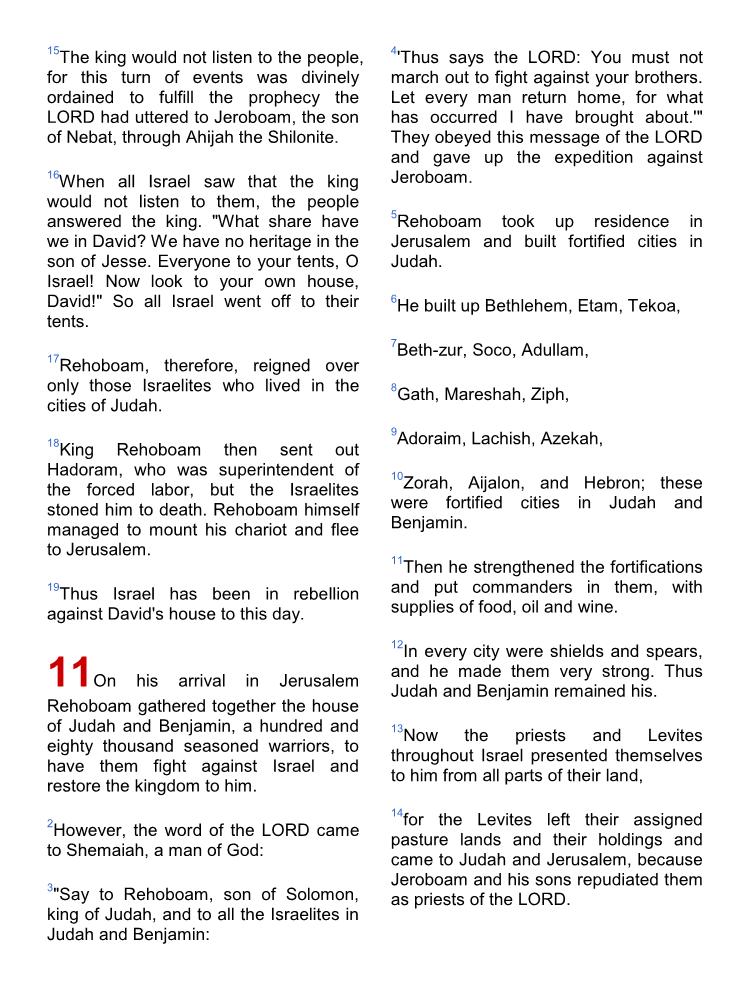 15The king would not listen to the people,
for this turn of events was divinely
ordained to fulfill the prophecy the
LORD had uttered to Jeroboam, the son
of Nebat, through Ahijah the Shilonite.
16When all Israel saw that the king
would not listen to them, the people
answered the king. "What share have
we in David? We have no heritage in the
son of Jesse. Everyone to your tents, O
Israel! Now look to your own house,
David!" So all Israel went off to their
tents.
17Rehoboam, therefore, reigned over
only those Israelites who lived in the
cities of Judah.
18King Rehoboam then sent out
Hadoram, who was superintendent of
the forced labor, but the Israelites
stoned him to death. Rehoboam himself
managed to mount his chariot and flee
to Jerusalem.
19Thus Israel has been in rebellion
against David's house to this day.
11On his arrival in Jerusalem
Rehoboam gathered together the house
of Judah and Benjamin, a hundred and
eighty thousand seasoned warriors, to
have them fight against Israel and
restore the kingdom to him.
2However, the word of the LORD came
to Shemaiah, a man of God:
3"Say to Rehoboam, son of Solomon,
king of Judah, and to all the Israelites in
Judah and Benjamin:
4'Thus says the LORD: You must not
march out to fight against your brothers.
Let every man return home, for what
has occurred I have brought about.'"
They obeyed this message of the LORD
and gave up the expedition against
Jeroboam.
5Rehoboam took up residence in
Jerusalem and built fortified cities in
Judah.
6He built up Bethlehem, Etam, Tekoa,
7Beth-zur, Soco, Adullam,
8Gath, Mareshah, Ziph,
9Adoraim, Lachish, Azekah,
10Zorah, Aijalon, and Hebron; these
were fortified cities in Judah and
Benjamin.
11Then he strengthened the fortifications
and put commanders in them, with
supplies of food, oil and wine.
12In every city were shields and spears,
and he made them very strong. Thus
Judah and Benjamin remained his.
13Now the priests and Levites
throughout Israel presented themselves
to him from all parts of their land,
14for the Levites left their assigned
pasture lands and their holdings and
came to Judah and Jerusalem, because
Jeroboam and his sons repudiated them
as priests of the LORD.